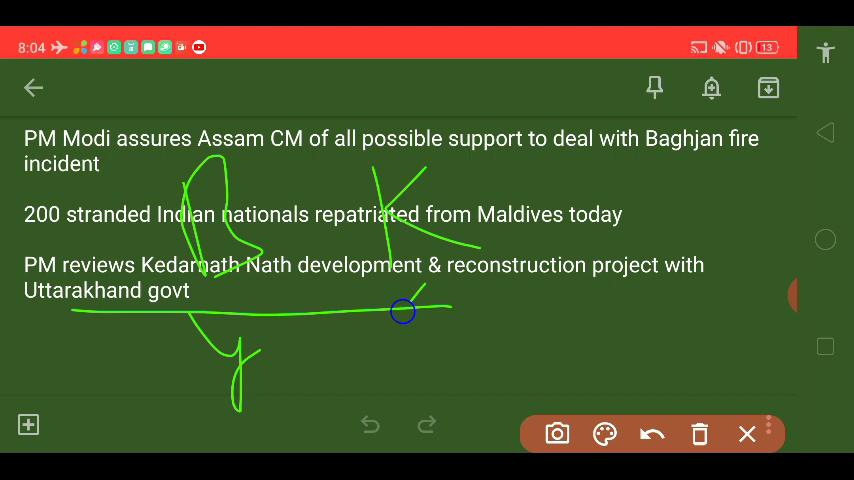 8:04
13
PM Modi assures Assam CM of all possible support to deal with Baghjan fire
incident
200 stranded Indian nationals repatriated from Maldives today
PM reviews Kedarnath Nath development & reconstruction project with
Uttarakhand govt
K
y